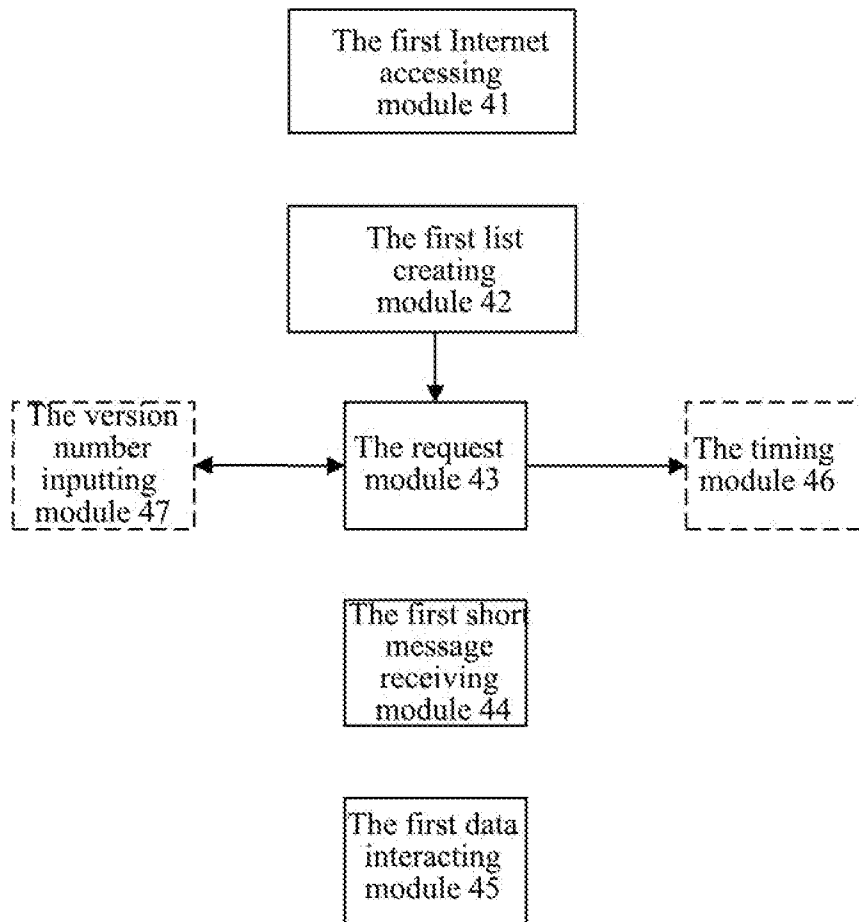 The first Internet
accessing
module 41
The first list
creating
module 42
The version
number
inputting
module 47
The request
module 43
The timing
module 46
The first short
message
receiving
module 44
The first data
interacting
module 45